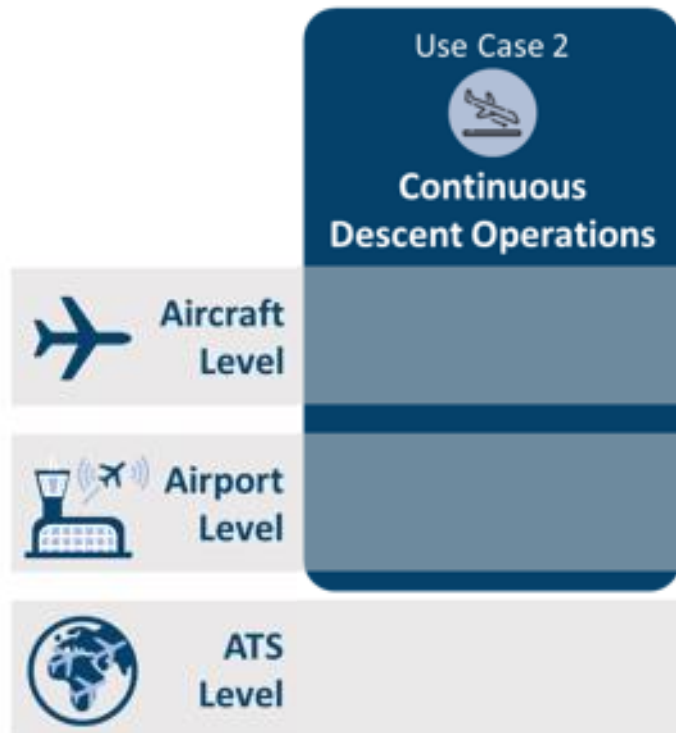 Use Case 2
Continuous
Descent Operations
Aircraft
Level
Airport
Level
ATS
Level